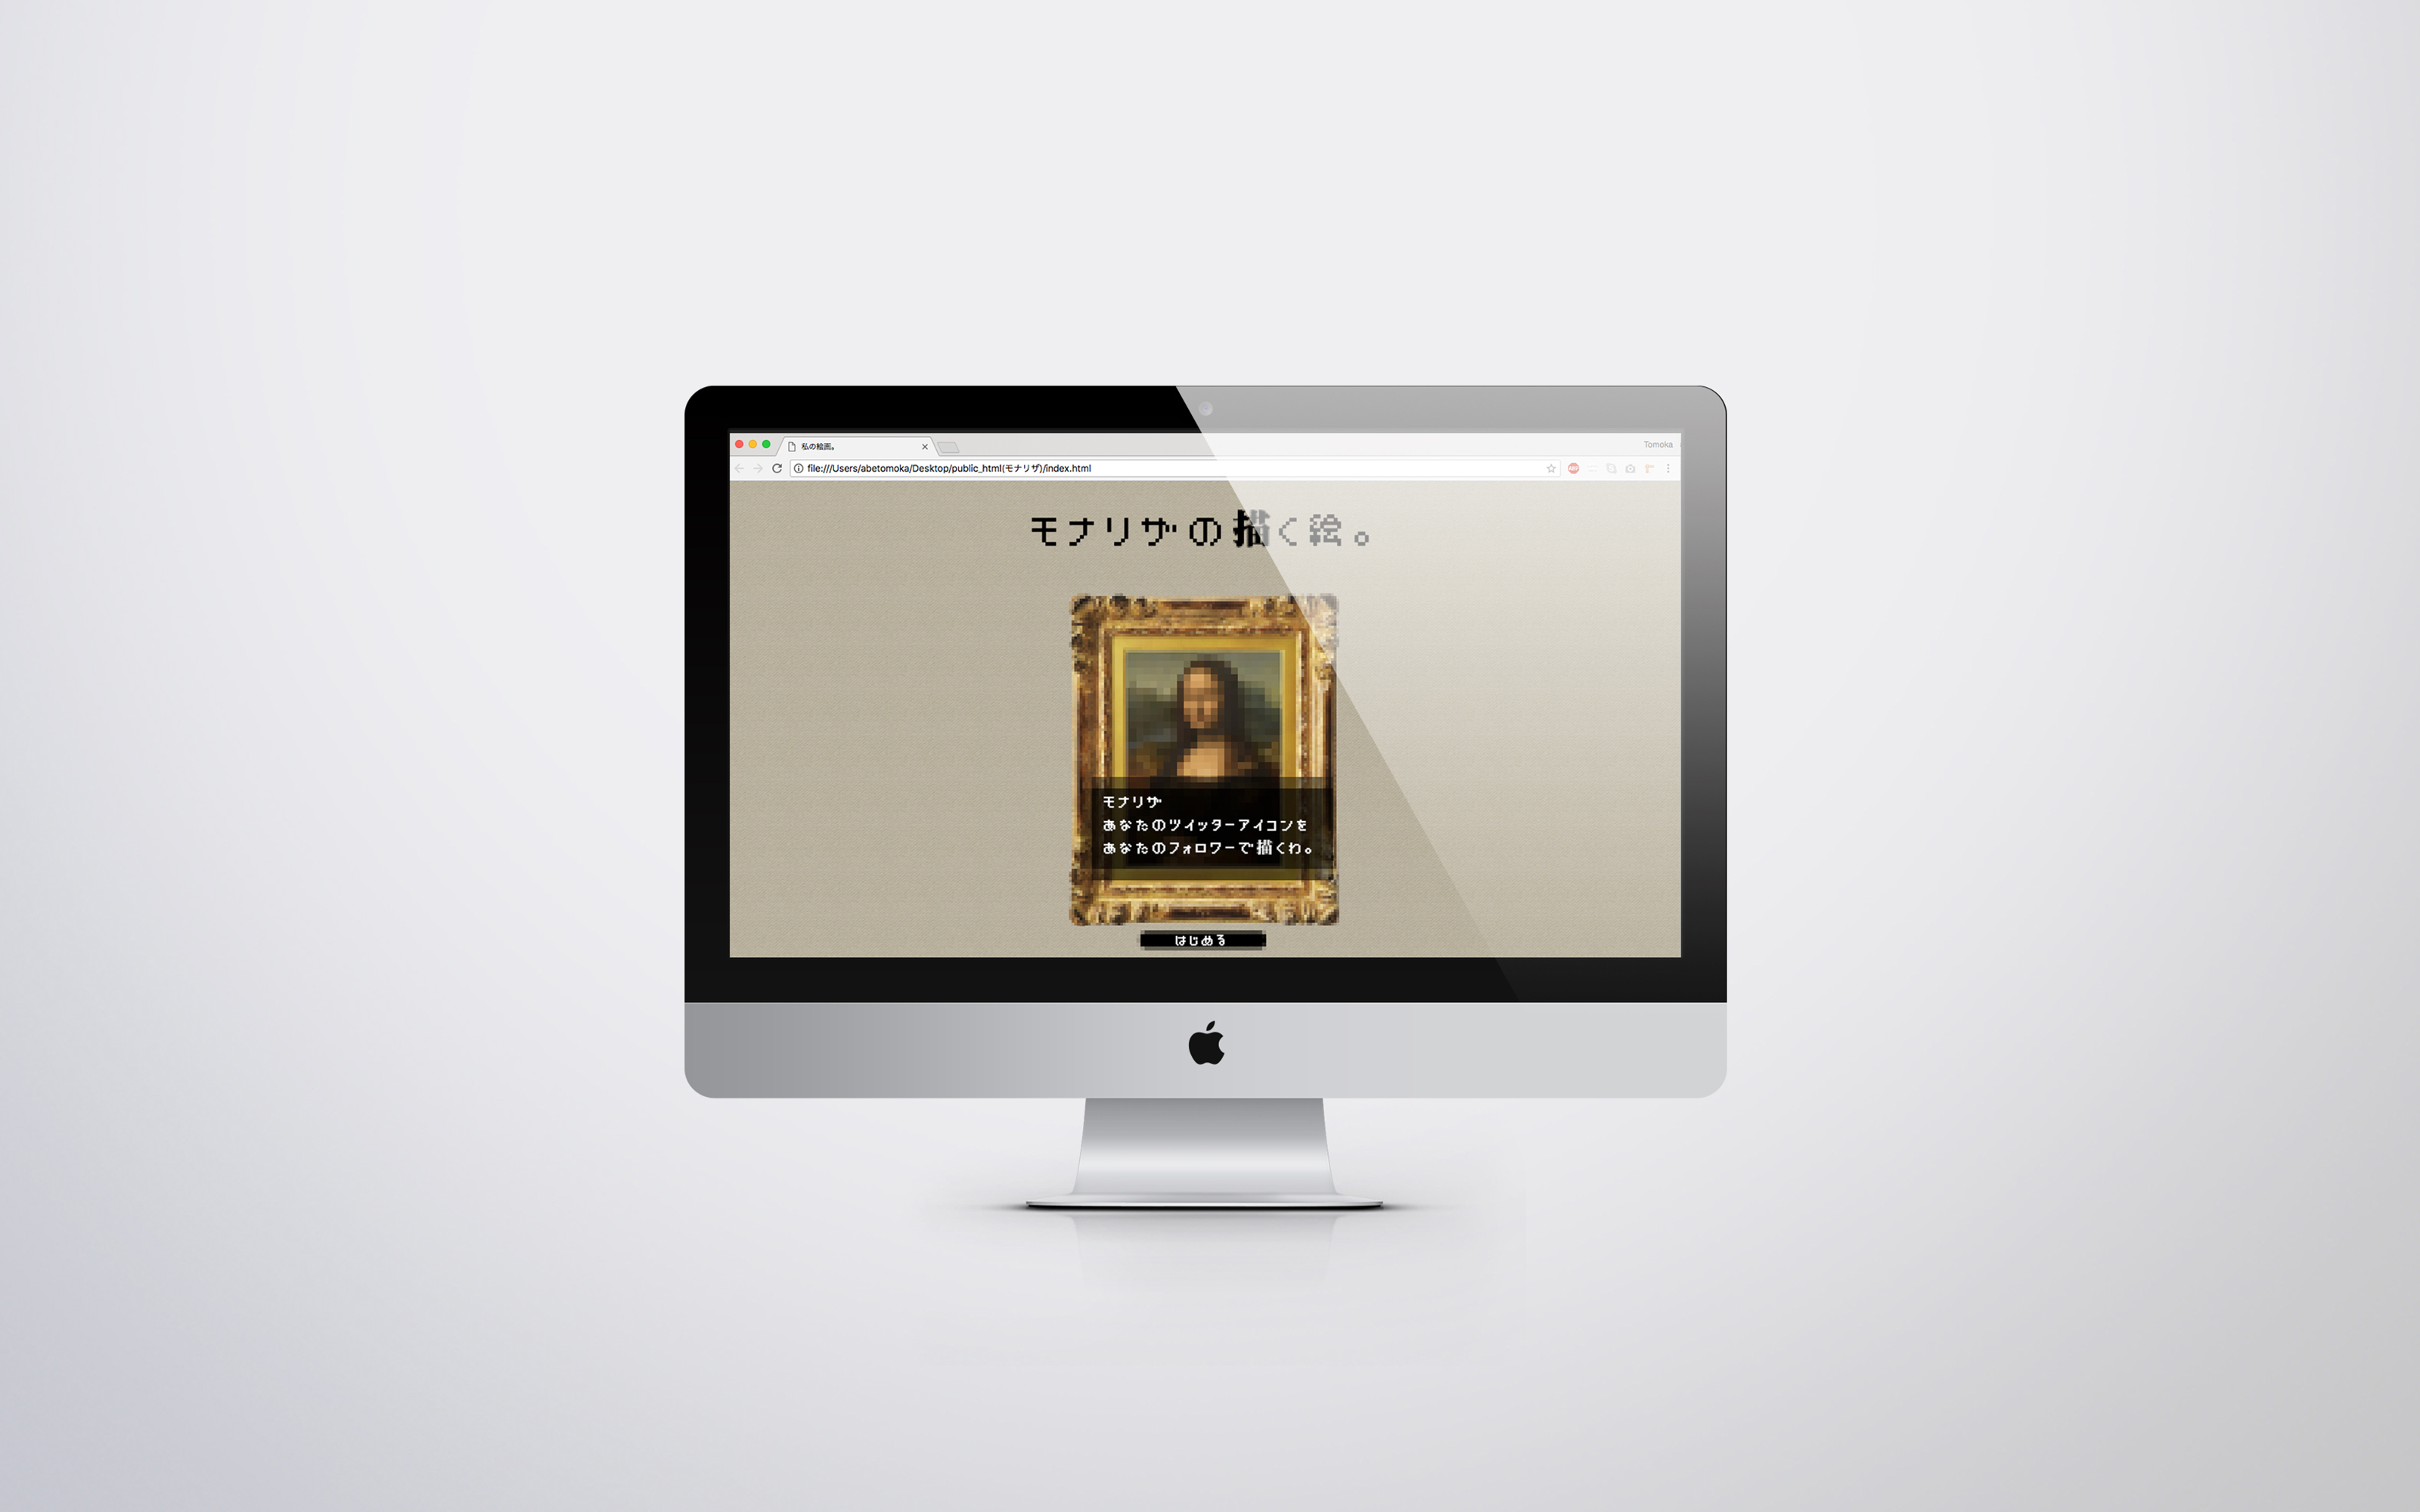 私の絵画。
Tomoka
file:///Users/abetomoka/Desktop/public_html(モナリザ)/index.html
モナリザの描く絵。
モナリザ
あなたのツイッターアイコンを
あなたのフォロワーで描くわ。
はじめる